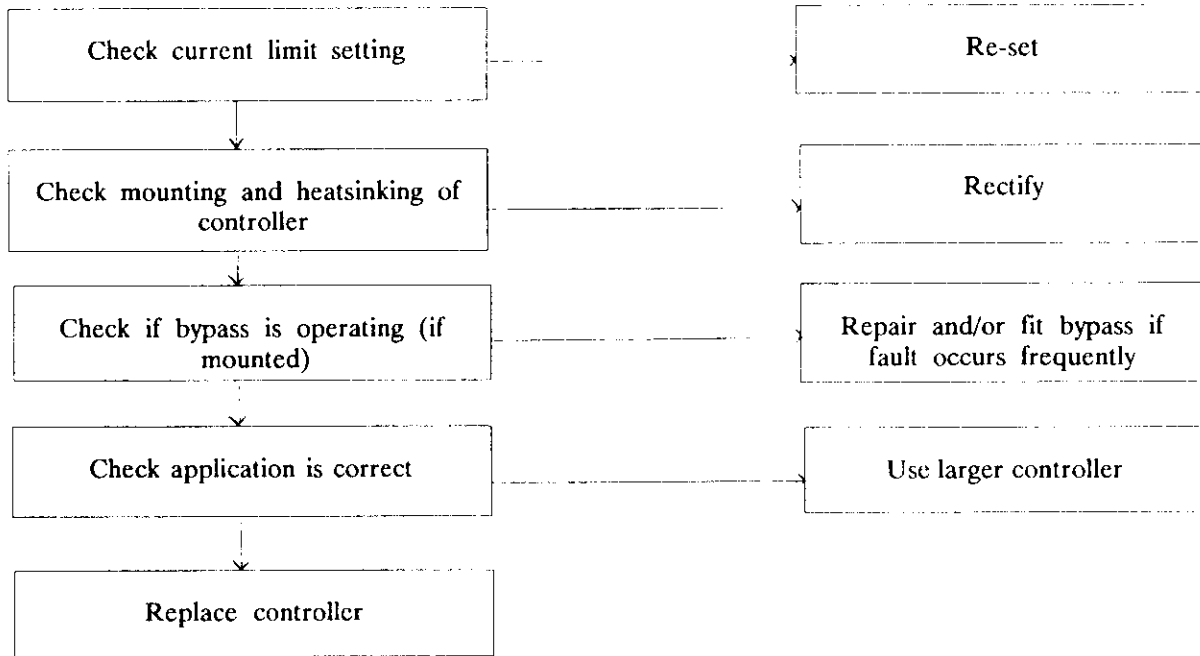 Check current limit setting
Re-set
Check mounting and heatsinking of
controller
Rectify
Check if bypass is operating (if
mounted)
Repair and/or fit bypass if
fault occurs frequently
Check application is correct
Use larger controller
Replace controller